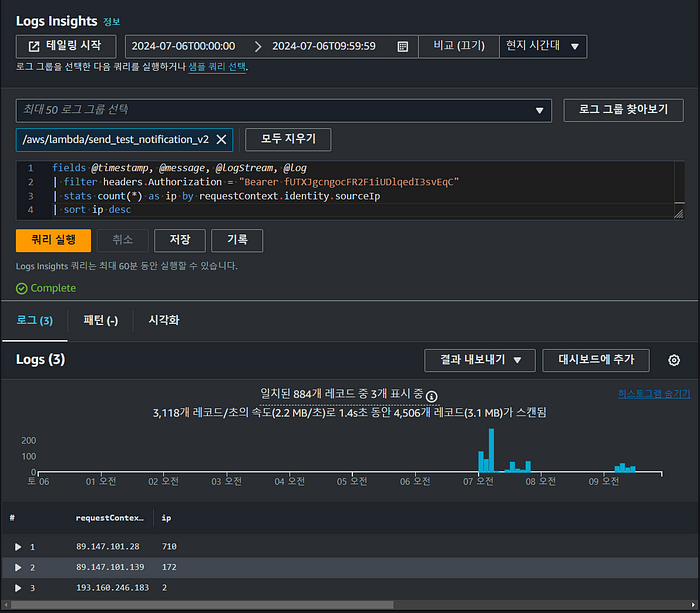 Logs Insights 정보
테일링 시작 2024-07-06T00:00:00 2024-07-06T09:59:59 비교 (끄기) 현지 시간대
로그 그룹을 선택한 다음 쿼리를 실행하거나 샘플 쿼리 선택.
최대 50 로그 그룹 선택 로그 그룹 찾아보기
/aws/lambda/send_test_notification_v2 모두 지우기
1 fields @timestamp, @message, @logStream, @log
2 | filter headers.Authorization = "Bearer fUTXJgcngocFR2F1iUDlqedI3svEqC"
3 | stats count(*) as ip by requestContext.identity.sourceIp
4 | sort ip desc
쿼리 실행 취소 저장 기록
Logs Insights 쿼리는 최대 60분 동안 실행할 수 있습니다.
Complete
로그 (3) 패턴 (-) 시각화
Logs (3) 결과 내보내기 대시보드에 추가
일치된 884개 레코드 중 3개 표시 중 히스토그램 숨기기
3,118개 레코드/초의 속도(2.2 MB/초)로 1.4초 동안 4,506개 레코드(3.1 MB)가 스캔됨
200
100
0
토 06 01 오전 02 오전 03 오전 04 오전 05 오전 06 오전 07 오전 08 오전 09 오전
# requestContex… ip
1 89.147.101.28 710
2 89.147.101.139 172
3 193.160.246.183 2